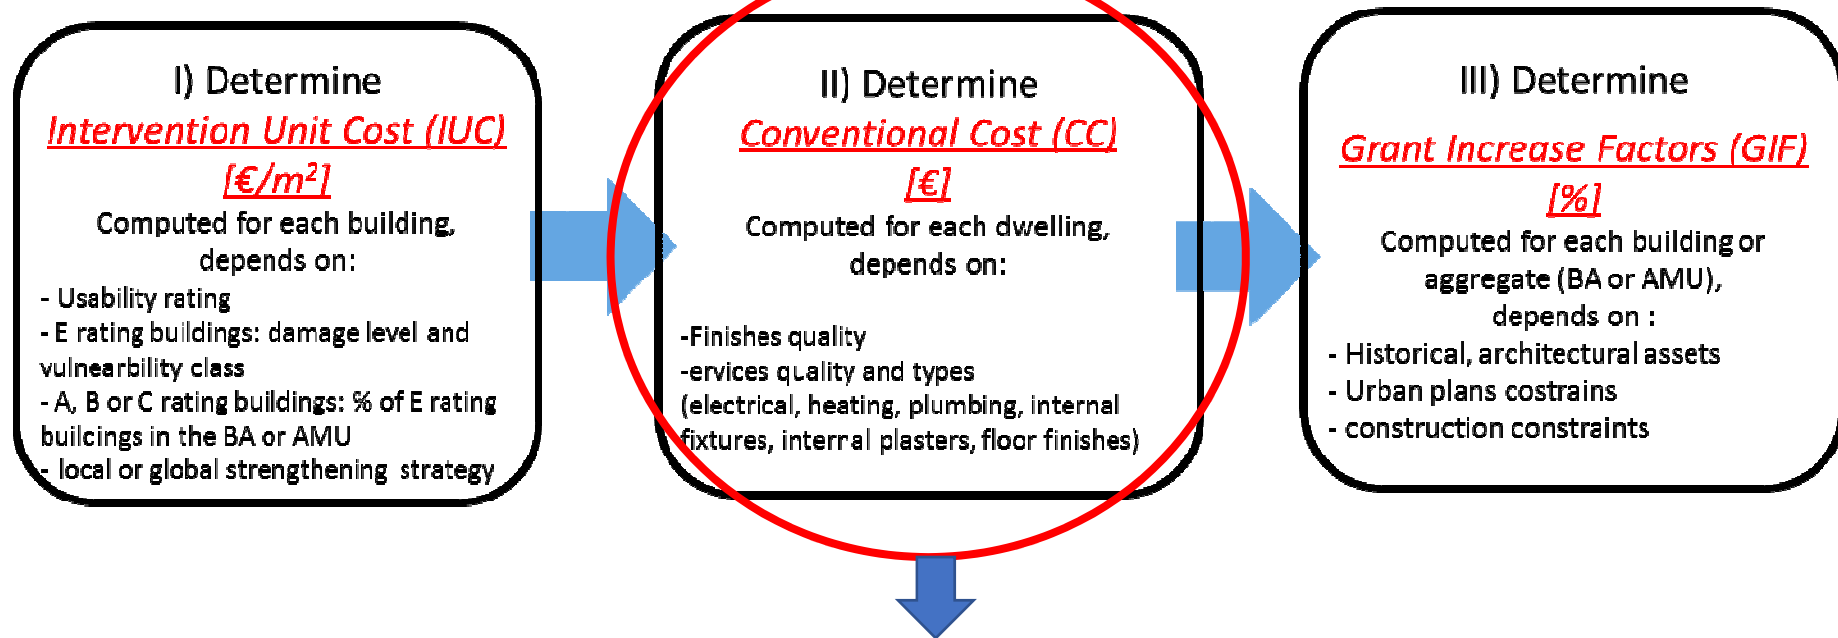 I) Determine
Intervention Unit Cost (IUC)
[€/m²]
Computed for each building,
depends on:
- Usability rating
- E rating buildings: damage level and
vulnearbility class
- A, B or C rating buildings: % of E rating
builcings in the BA or AMU
- local or global strengthening strategy
II) Determine
Conventional Cost (CC)
[€]
Computed for each dwelling,
depends on:
-Finishes quality
-ervices quality and types
(electrical, heating, plumbing, internal
fixtures, interral plasters, floor finishes)
III) Determine
Grant Increase Factors (GIF)
[%]
Computed for each building or
aggregate (BA or AMU),
depends on :
- Historical, architectural assets
- Urban plans costrains
- construction constraints